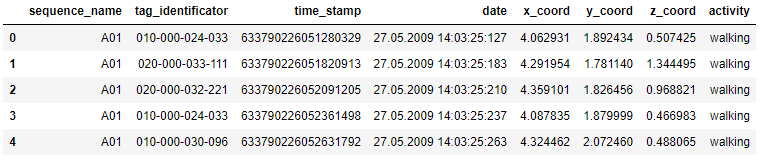 sequence_name tag_identificator time_stamp date x_coord y_coord z_coord activity
0 A01 010-000-024-033 633790226051280329 27.05.2009 14:03:25:127 4.062931 1.892434 0.507425 walking
1 A01 020-000-033-111 633790226051820913 27.05.2009 14:03:25:183 4.291954 1.781140 1.344495 walking
2 A01 020-000-032-221 633790226052091205 27.05.2009 14:03:25:210 4.359101 1.826456 0.968821 walking
3 A01 010-000-024-033 633790226052361498 27.05.2009 14:03:25:237 4.087835 1.879999 0.466983 walking
4 A01 010-000-030-096 633790226052631792 27.05.2009 14:03:25:263 4.324462 2.072460 0.488065 walking